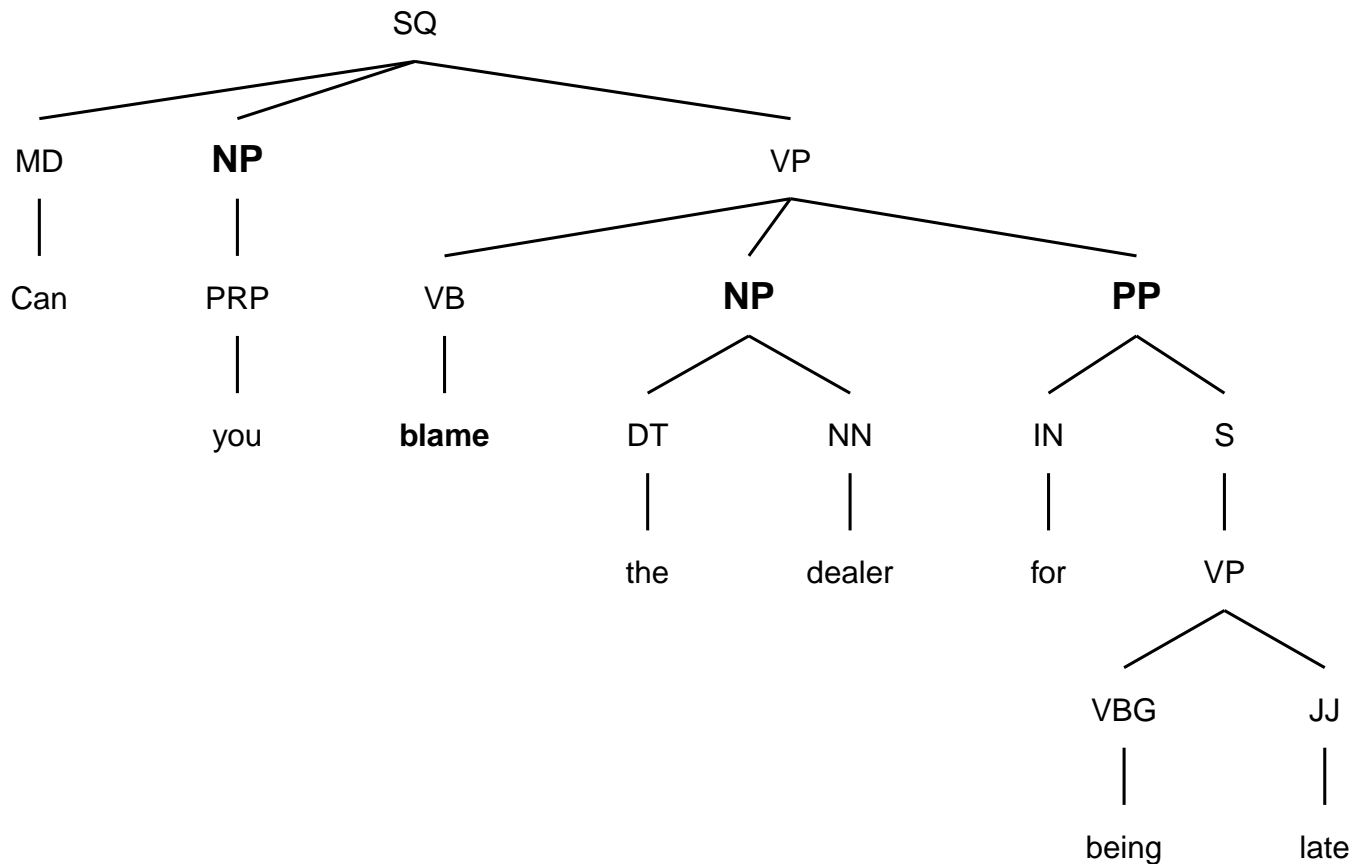 SQ
MD NP VP
Can PRP VB NP PP
you blame DT NN IN S
the dealer for VP
VBG JJ
being late